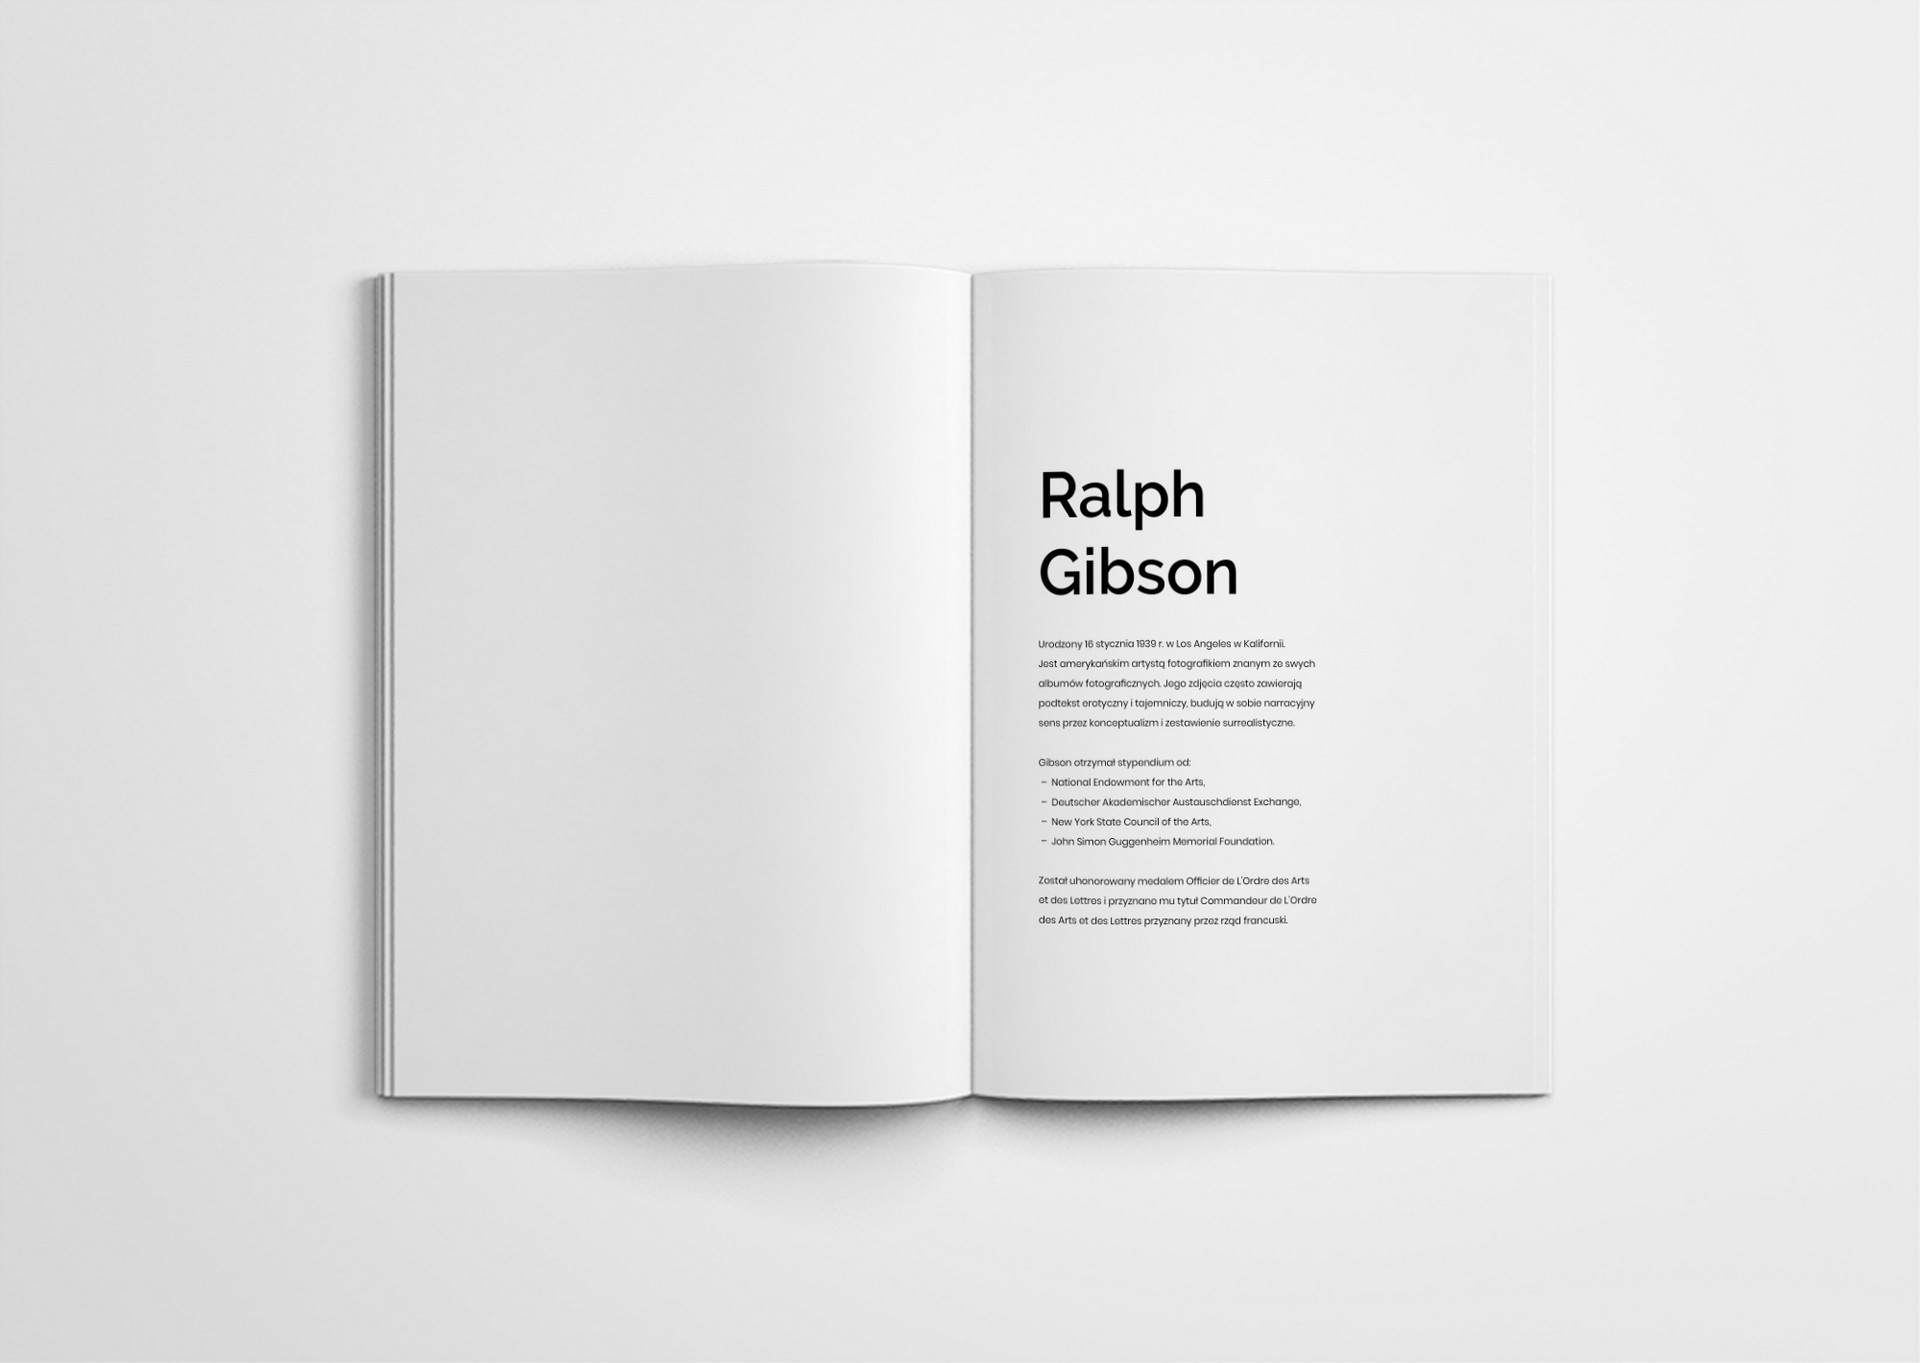 Ralph
Gibson
Urodzony 16 stycznia 1939 r. w Los Angeles w Kalifornii.
Jest amerykańskim artystą fotografikiem znanym ze swych
albumów fotograficznych. Jego zdjęcia często zawierają
podtekst erotyczny i tajemniczy, budują w sobie narracyjny
sens przez konceptualizm i zestawienie surrealistyczne.
Gibson otrzymał stypendium od:
– National Endowment for the Arts,
– Deutscher Akademischer Austauschdienst Exchange,
– New York State Council of the Arts,
– John Simon Guggenheim Memorial Foundation.
Został uhonorowany medalem Officier de L'Ordre des Arts
et des Lettres i przyznano mu tytuł Commandeur de L'Ordre
des Arts et des Lettres przyznany przez rząd francuski.